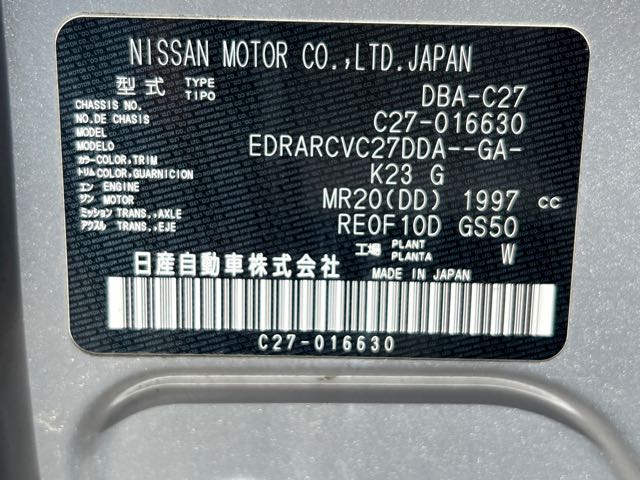 NISSAN MOTOR CO.,LTD.JAPAN
型式 TYPE TIPO DBA-C27
CHASSIS NO. NO.DE CHASIS C27-016630
MODEL MODELO EDRARCVC27DDA--GA-
カラー COLOR,TRIM トリム COLOR,GUARNICION K23 G
エンジン ENGINE MOTOR MR20(DD) 1997 cc
ミッション TRANS.,AXLE アクスル TRANS.,EJE RE0F10D GS50
工場 PLANT PLANTA W
日産自動車株式会社 MADE IN JAPAN
C27-016630